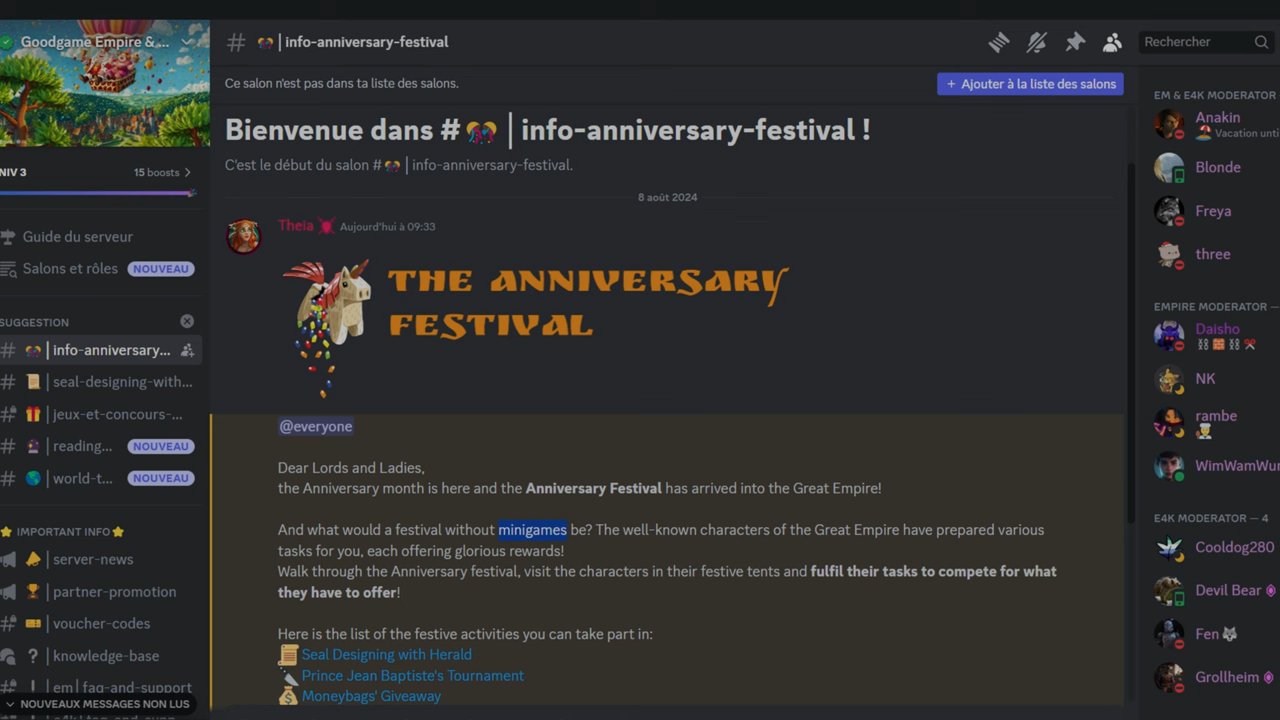 Goodgame Empire & ...
NIV 3
15 boosts
Guide du serveur
Salons et rôles
NOUVEAU
SUGGESTION
info-anniversary...
seal-designing-with...
jeux-et-concours-...
reading...
NOUVEAU
world-t...
NOUVEAU
IMPORTANT INFO
server-news
partner-promotion
voucher-codes
knowledge-base
em | faq-and-support
NOUVEAUX MESSAGES NON LUS
# | info-anniversary-festival
Rechercher
Ce salon n'est pas dans ta liste des salons.
+ Ajouter à la liste des salons
Bienvenue dans # | info-anniversary-festival !
C'est le début du salon # | info-anniversary-festival.
8 août 2024
Theia Aujourd'hui à 09:33
THE ANNIVERSARY
FESTIVAL
@everyone
Dear Lords and Ladies,
the Anniversary month is here and the Anniversary Festival has arrived into the Great Empire!
And what would a festival without minigames be? The well-known characters of the Great Empire have prepared various
tasks for you, each offering glorious rewards!
Walk through the Anniversary festival, visit the characters in their festive tents and fulfil their tasks to compete for what
they have to offer!
Here is the list of the festive activities you can take part in:
Seal Designing with Herald
Prince Jean Baptiste's Tournament
Moneybags' Giveaway
EM & E4K MODERATOR
Anakin
Vacation unti
Blonde
Freya
three
EMPIRE MODERATOR —
Daisho
NK
rambe
WimWamWu
E4K MODERATOR — 4
Cooldog280
Devil Bear
Fen
Grollheim